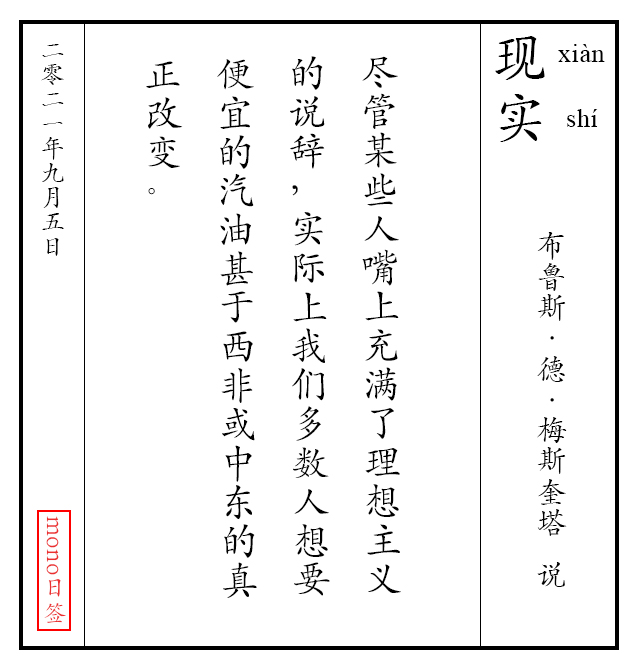 现实
xiàn
shí
布鲁斯·德·梅斯奎塔 说
尽管某些人嘴上充满了理想主义
的说辞，实际上我们多数人想要
便宜的汽油甚于西非或中东的真
正改变。
二零二一年九月五日
mono日签